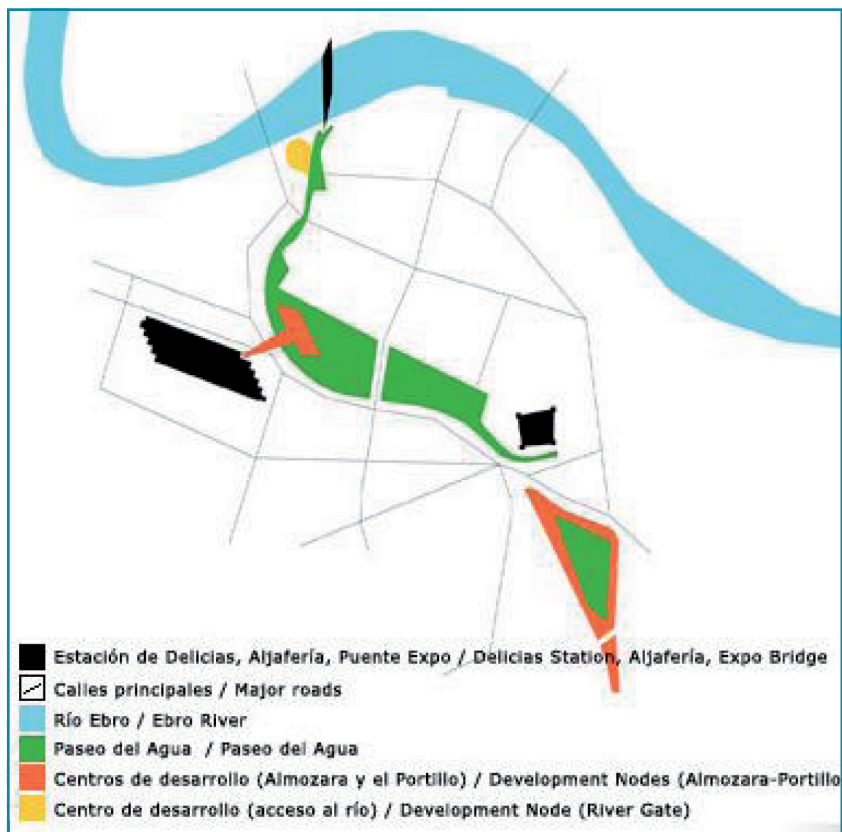 Estación de Delicias, Aljafería, Puente Expo / Delicias Station, Aljafería, Expo Bridge
Calles principales / Major roads
Río Ebro / Ebro River
Paseo del Agua / Paseo del Agua
Centros de desarrollo (Almozara y el Portillo) / Development Nodes (Almozara-Portillo
Centro de desarrollo (acceso al río) / Development Node (River Gate)